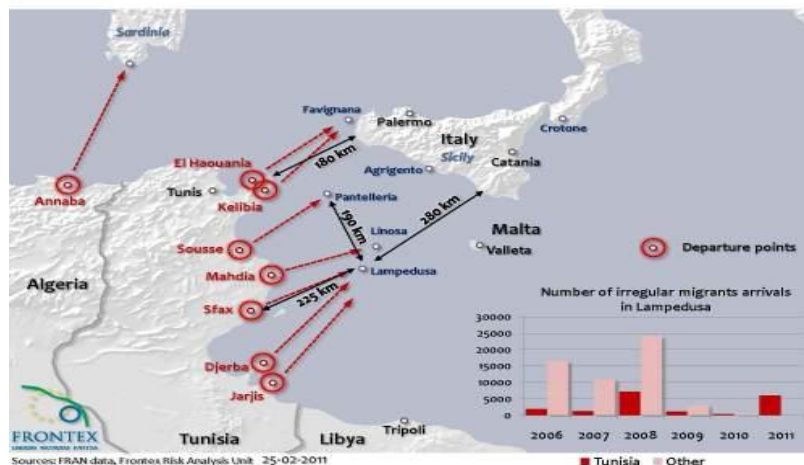 Sardinia
Favignana
Palermo
Italy
Crotone
Sicily
El Haouania
180 km
Catania
Agrigento
Annaba
Tunis
Kelibia
Pantelleria
190 km
280 km
Malta
Sousse
Linosa
Valleta
Departure points
Mahdia
Lampedusa
Algeria
225 km
Sfax
Number of irregular migrants arrivals
in Lampedusa
30000
25000
20000
15000
10000
5000
0
2006 2007 2008 2009 2010 2011
Tunisia Other
Djerba
Jarjis
FRONTEX
Tunisia
Libya
Tripoli
Sources: FRAN data, Frontex Risk Analysis Unit 25-02-2011